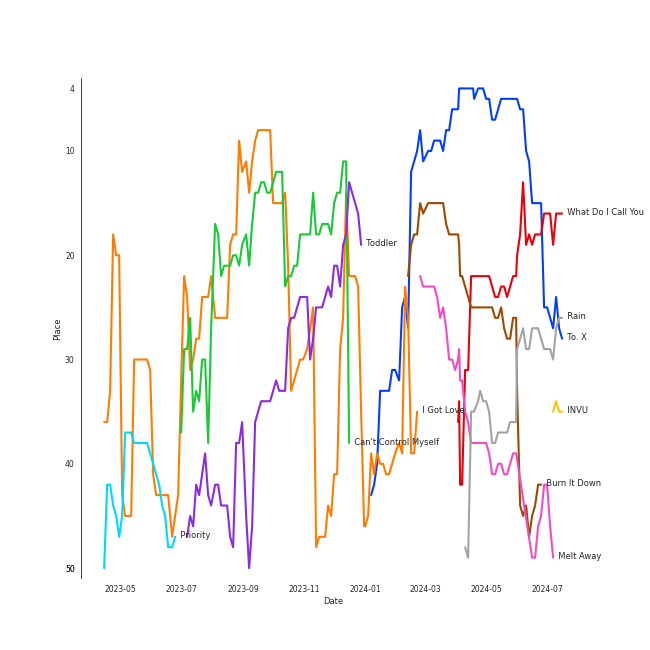 4
10
20
30
40
50
Place
What Do I Call You
Toddler
Rain
To. X
I Got Love
INVU
Can't Control Myself
Burn It Down
Priority
Melt Away
2023-05
2023-07
2023-09
2023-11
2024-01
2024-03
2024-05
2024-07
Date